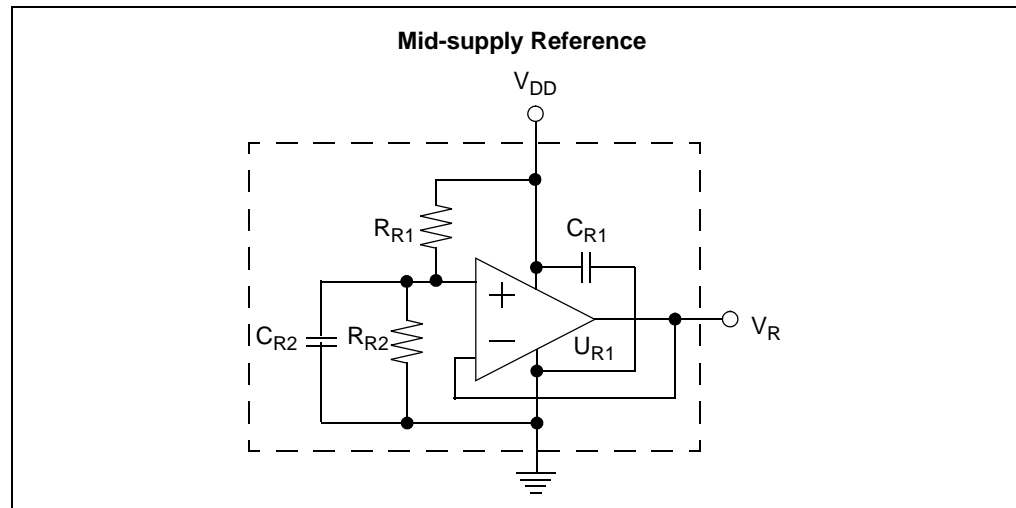 Mid-supply Reference
V_DD
R_R1
C_R1
+
C_R2
R_R2
−
U_R1
V_R